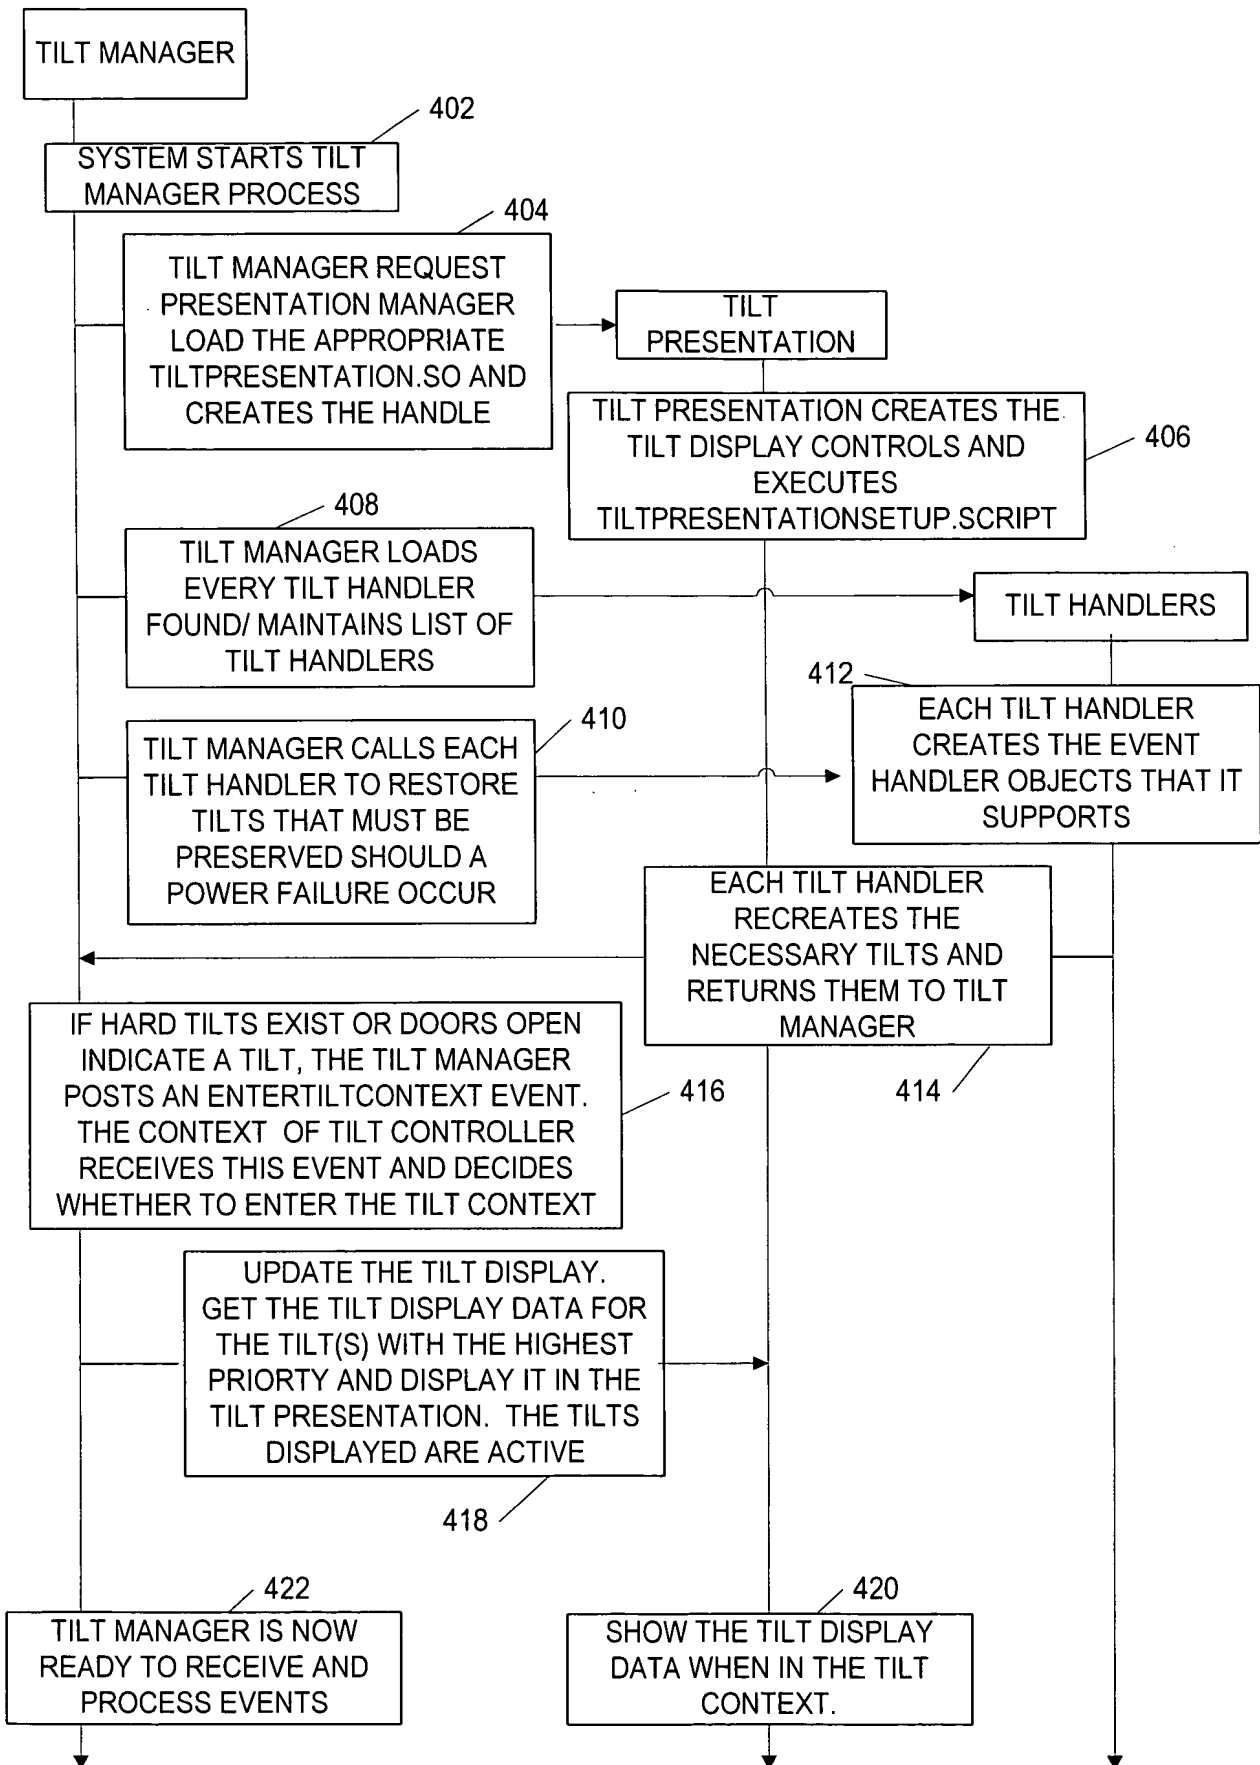 TILT MANAGER
402
SYSTEM STARTS TILT
MANAGER PROCESS
404
TILT MANAGER REQUEST
PRESENTATION MANAGER
LOAD THE APPROPRIATE
TILTPRESENTATION.SO AND
CREATES THE HANDLE
TILT
PRESENTATION
TILT PRESENTATION CREATES THE
TILT DISPLAY CONTROLS AND
EXECUTES
TILTPRESENTATIONSETUP.SCRIPT
406
408
TILT MANAGER LOADS
EVERY TILT HANDLER
FOUND/ MAINTAINS LIST OF
TILT HANDLERS
TILT HANDLERS
410
TILT MANAGER CALLS EACH
TILT HANDLER TO RESTORE
TILTS THAT MUST BE
PRESERVED SHOULD A
POWER FAILURE OCCUR
412
EACH TILT HANDLER
CREATES THE EVENT
HANDLER OBJECTS THAT IT
SUPPORTS
EACH TILT HANDLER
RECREATES THE
NECESSARY TILTS AND
RETURNS THEM TO TILT
MANAGER
414
IF HARD TILTS EXIST OR DOORS OPEN
INDICATE A TILT, THE TILT MANAGER
POSTS AN ENTERTILTCONTEXT EVENT.
THE CONTEXT OF TILT CONTROLLER
RECEIVES THIS EVENT AND DECIDES
WHETHER TO ENTER THE TILT CONTEXT
416
UPDATE THE TILT DISPLAY.
GET THE TILT DISPLAY DATA FOR
THE TILT(S) WITH THE HIGHEST
PRIORTY AND DISPLAY IT IN THE
TILT PRESENTATION. THE TILTS
DISPLAYED ARE ACTIVE
418
422
TILT MANAGER IS NOW
READY TO RECEIVE AND
PROCESS EVENTS
420
SHOW THE TILT DISPLAY
DATA WHEN IN THE TILT
CONTEXT.